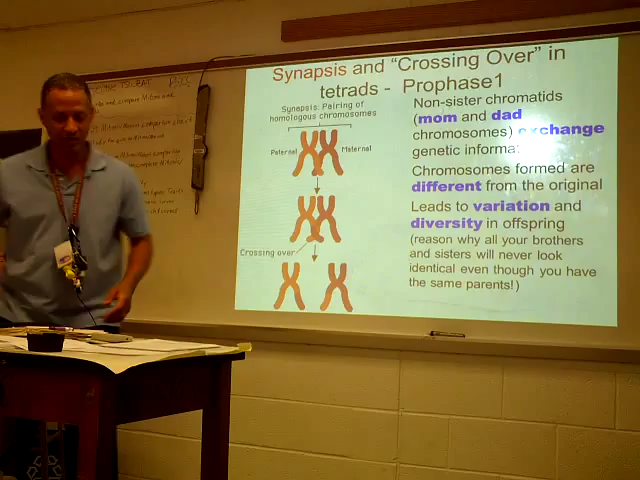 Synapsis and “Crossing Over” in
tetrads - Prophase1
Synapsis: Pairing of
homologous chromosomes
Paternal
Maternal
Crossing over
Non-sister chromatids
(mom and dad
chromosomes) exchange
genetic informa
Chromosomes formed are
different from the original
Leads to variation and
diversity in offspring
(reason why all your brothers
and sisters will never look
identical even though you have
the same parents!)